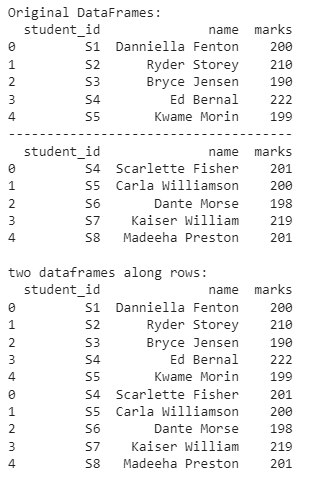 Original DataFrames:
  student_id              name  marks
0         S1  Danniella Fenton    200
1         S2      Ryder Storey    210
2         S3      Bryce Jensen    190
3         S4         Ed Bernal    222
4         S5       Kwame Morin    199
-------------------------------------
  student_id              name  marks
0         S4  Scarlette Fisher    201
1         S5  Carla Williamson    200
2         S6       Dante Morse    198
3         S7    Kaiser William    219
4         S8   Madeeha Preston    201

two dataframes along rows:
  student_id              name  marks
0         S1  Danniella Fenton    200
1         S2      Ryder Storey    210
2         S3      Bryce Jensen    190
3         S4         Ed Bernal    222
4         S5       Kwame Morin    199
0         S4  Scarlette Fisher    201
1         S5  Carla Williamson    200
2         S6       Dante Morse    198
3         S7    Kaiser William    219
4         S8   Madeeha Preston    201